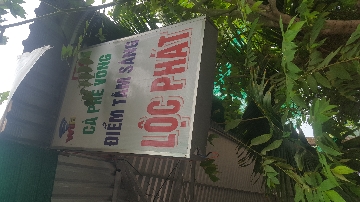 CÀ PHÊ VÕNG
ĐIỂM TÂM SÁNG
LỘC PHÁT